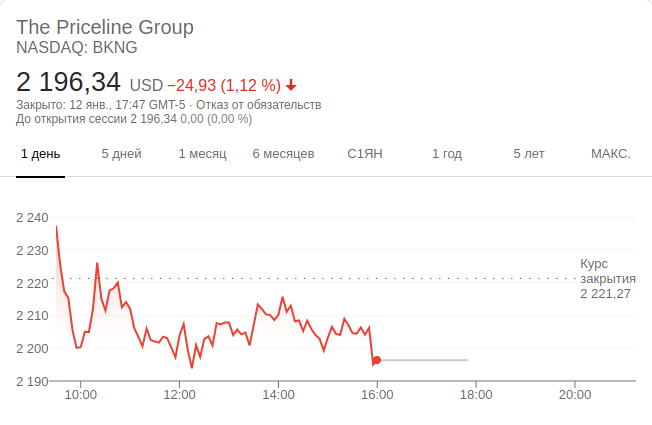 The Priceline Group
NASDAQ: BKNG
2 196,34 USD −24,93 (1,12 %)
Закрыто: 12 янв., 17:47 GMT-5 · Отказ от обязательств
До открытия сессии 2 196,34 0,00 (0,00 %)
1 день 5 дней 1 месяц 6 месяцев С1ЯН 1 год 5 лет МАКС.
2 240
2 230
Курс
закрытия
2 220
2 221,27
2 210
2 200
2 190
10:00 12:00 14:00 16:00 18:00 20:00